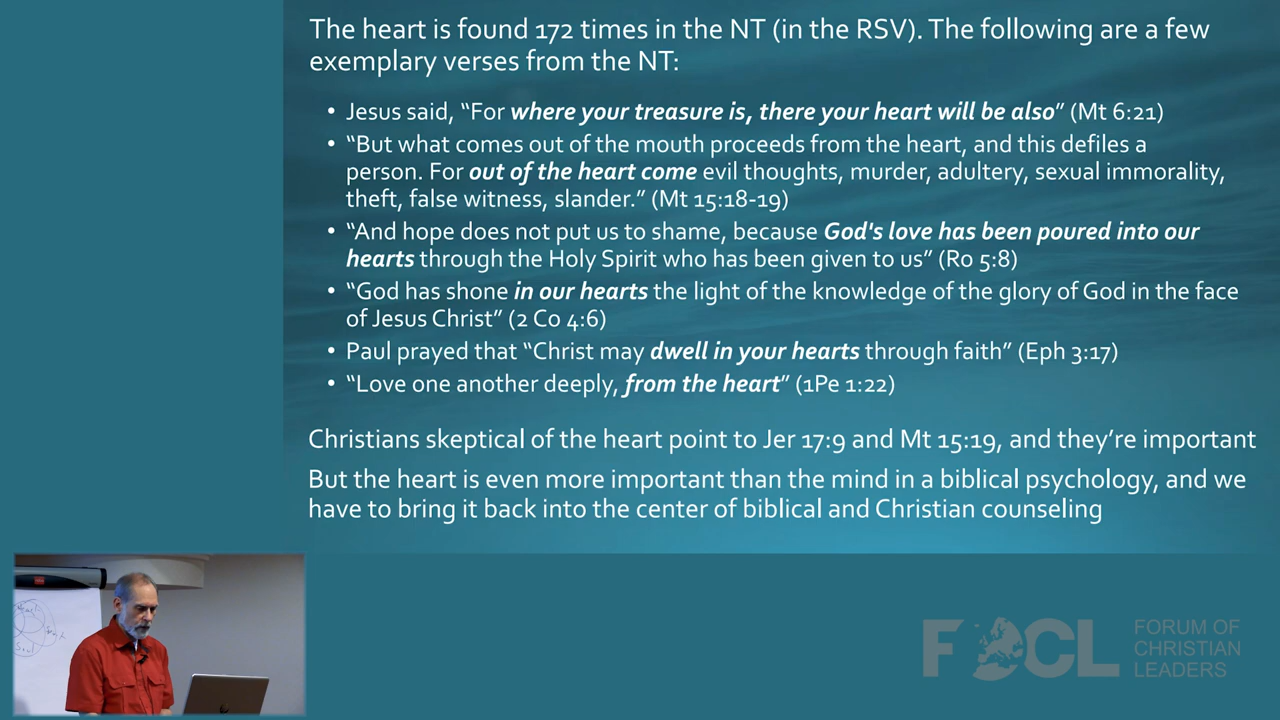 The heart is found 172 times in the NT (in the RSV). The following are a few
exemplary verses from the NT:
• Jesus said, “For where your treasure is, there your heart will be also” (Mt 6:21)
• “But what comes out of the mouth proceeds from the heart, and this defiles a
person. For out of the heart come evil thoughts, murder, adultery, sexual immorality,
theft, false witness, slander.” (Mt 15:18-19)
• “And hope does not put us to shame, because God's love has been poured into our
hearts through the Holy Spirit who has been given to us” (Ro 5:8)
• “God has shone in our hearts the light of the knowledge of the glory of God in the face
of Jesus Christ” (2 Co 4:6)
• Paul prayed that “Christ may dwell in your hearts through faith” (Eph 3:17)
• “Love one another deeply, from the heart” (1Pe 1:22)
Christians skeptical of the heart point to Jer 17:9 and Mt 15:19, and they’re important
But the heart is even more important than the mind in a biblical psychology, and we
have to bring it back into the center of biblical and Christian counseling
FOCL
FORUM OF
CHRISTIAN
LEADERS